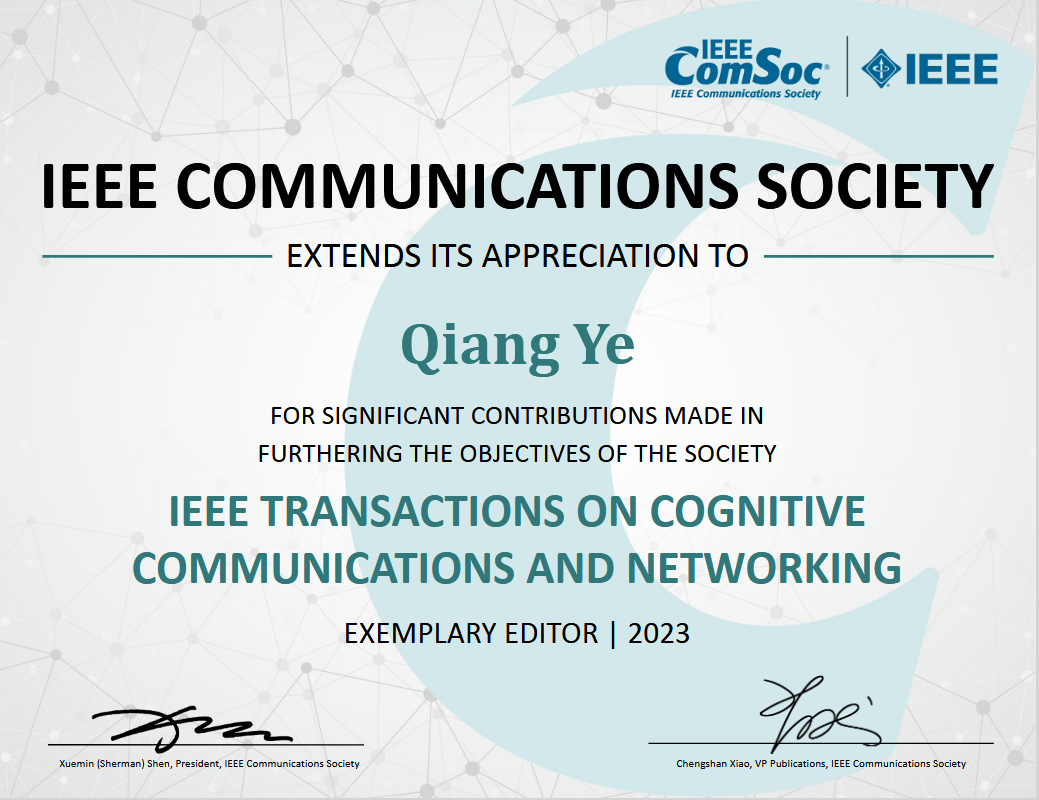 IEEE
ComSoc®
IEEE Communications Society
IEEE
IEEE COMMUNICATIONS SOCIETY
EXTENDS ITS APPRECIATION TO
Qiang Ye
FOR SIGNIFICANT CONTRIBUTIONS MADE IN
FURTHERING THE OBJECTIVES OF THE SOCIETY
IEEE TRANSACTIONS ON COGNITIVE
COMMUNICATIONS AND NETWORKING
EXEMPLARY EDITOR | 2023
Xuemin (Sherman) Shen, President, IEEE Communications Society
Chengshan Xiao, VP Publications, IEEE Communications Society